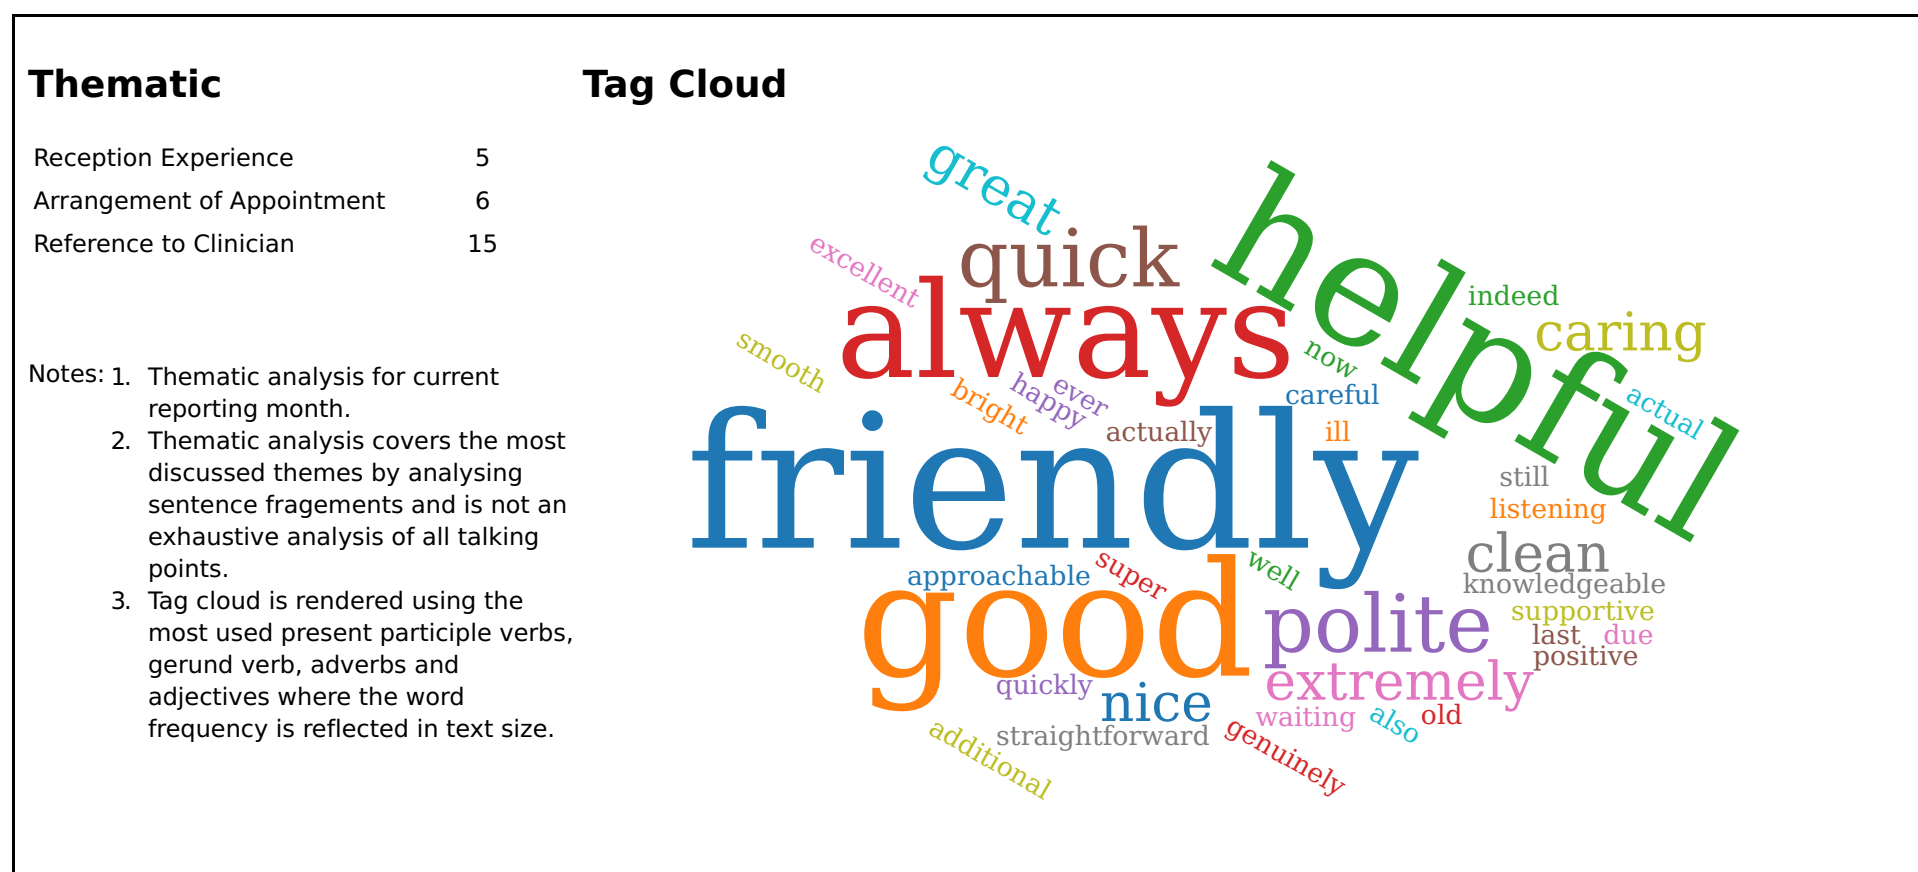 Thematic
Reception Experience 5
Arrangement of Appointment 6
Reference to Clinician 15
Notes: 1. Thematic analysis for current
reporting month.
2. Thematic analysis covers the most
discussed themes by analysing
sentence fragements and is not an
exhaustive analysis of all talking
points.
3. Tag cloud is rendered using the
most used present participle verbs,
gerund verb, adverbs and
adjectives where the word
frequency is reflected in text size.
Tag Cloud
great
helpful
quick
excellent
always
indeed
caring
smooth
now
bright
happy
ever
careful
actual
actually
ill
friendly
still
listening
clean
approachable
super
well
knowledgeable
good
polite
supportive
last
due
positive
quickly
nice
extremely
waiting
also
old
straightforward
additional
genuinely